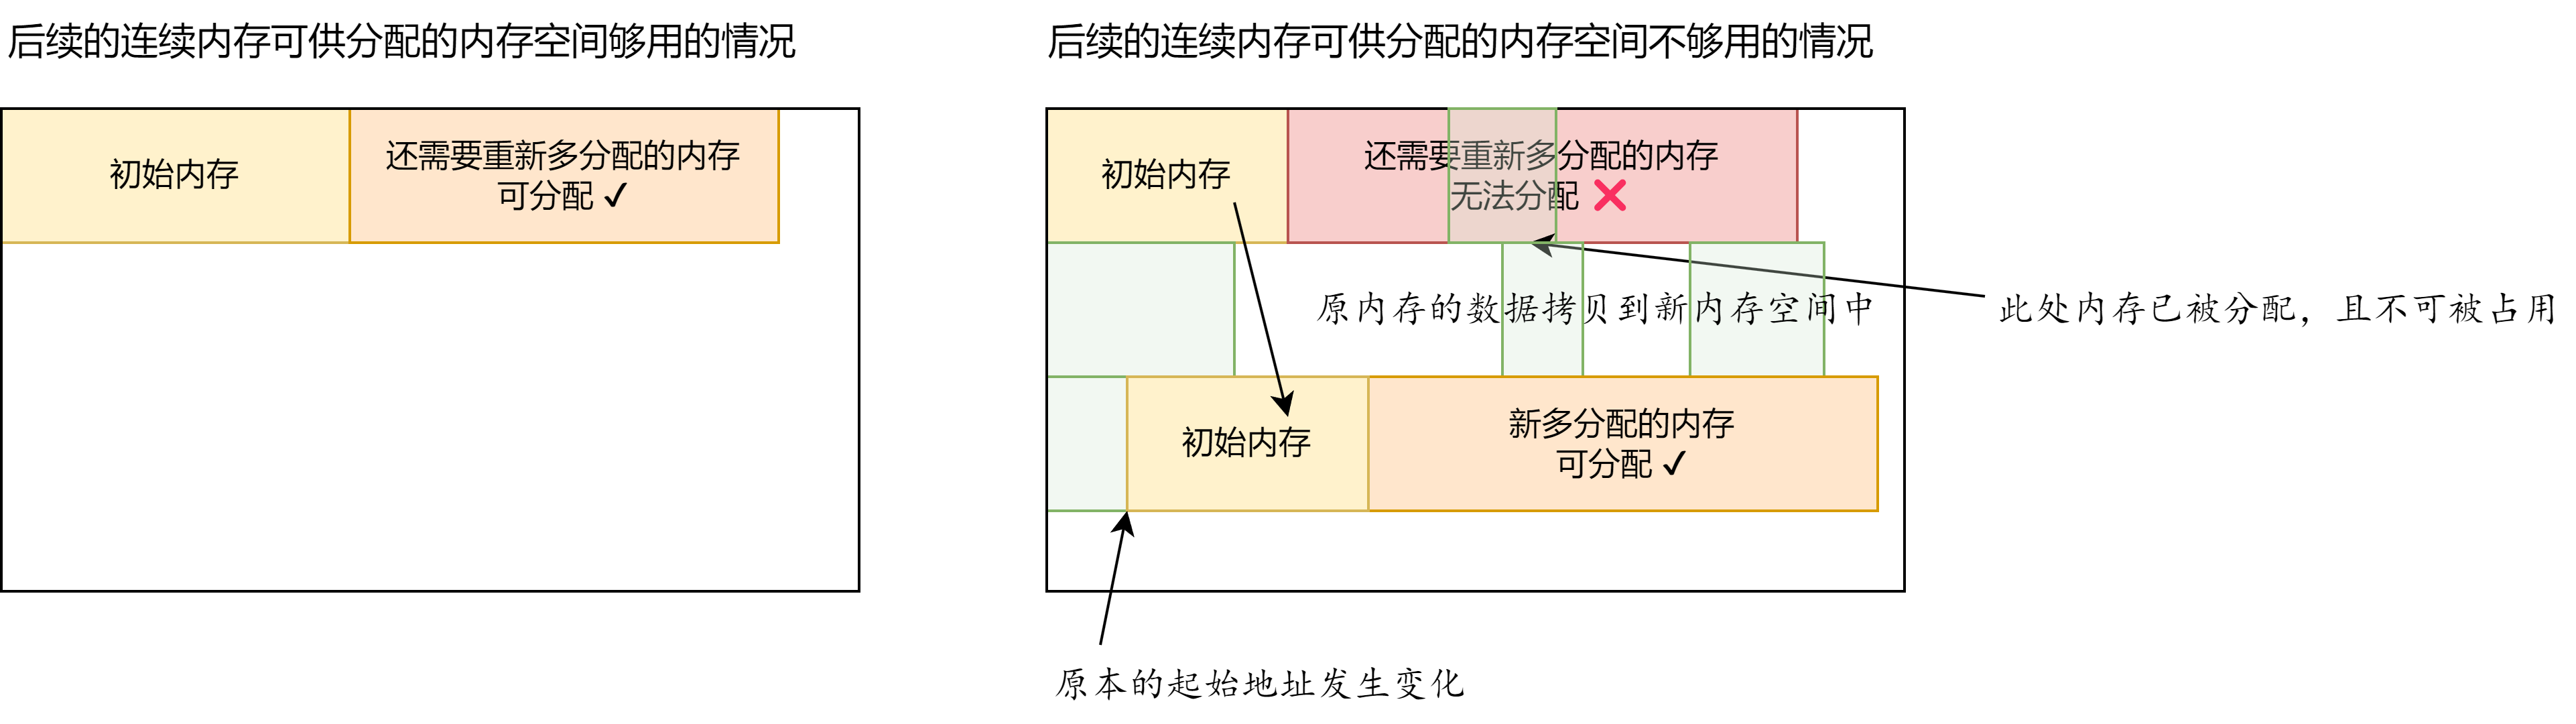 后续的连续内存可供分配的内存空间够用的情况
初始内存
还需要重新多分配的内存
可分配 ✓
后续的连续内存可供分配的内存空间不够用的情况
初始内存
还需要重新多分配的内存
无法分配 ❌
原内存的数据拷贝到新内存空间中
此处内存已被分配，且不可被占用
初始内存
新多分配的内存
可分配 ✓
原本的起始地址发生变化